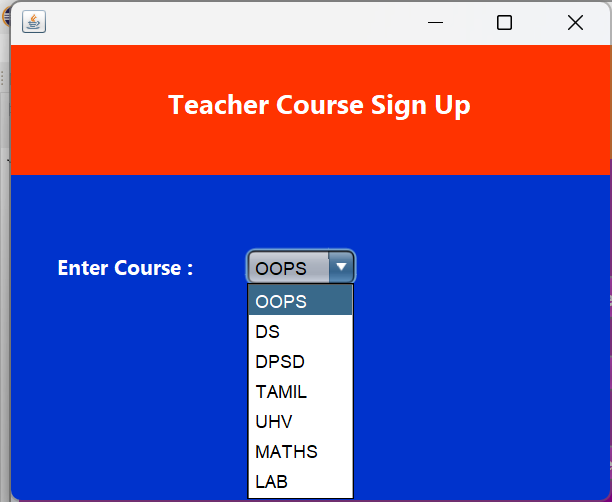 Teacher Course Sign Up
Enter Course : OOPS
OOPS
DS
DPSD
TAMIL
UHV
MATHS
LAB